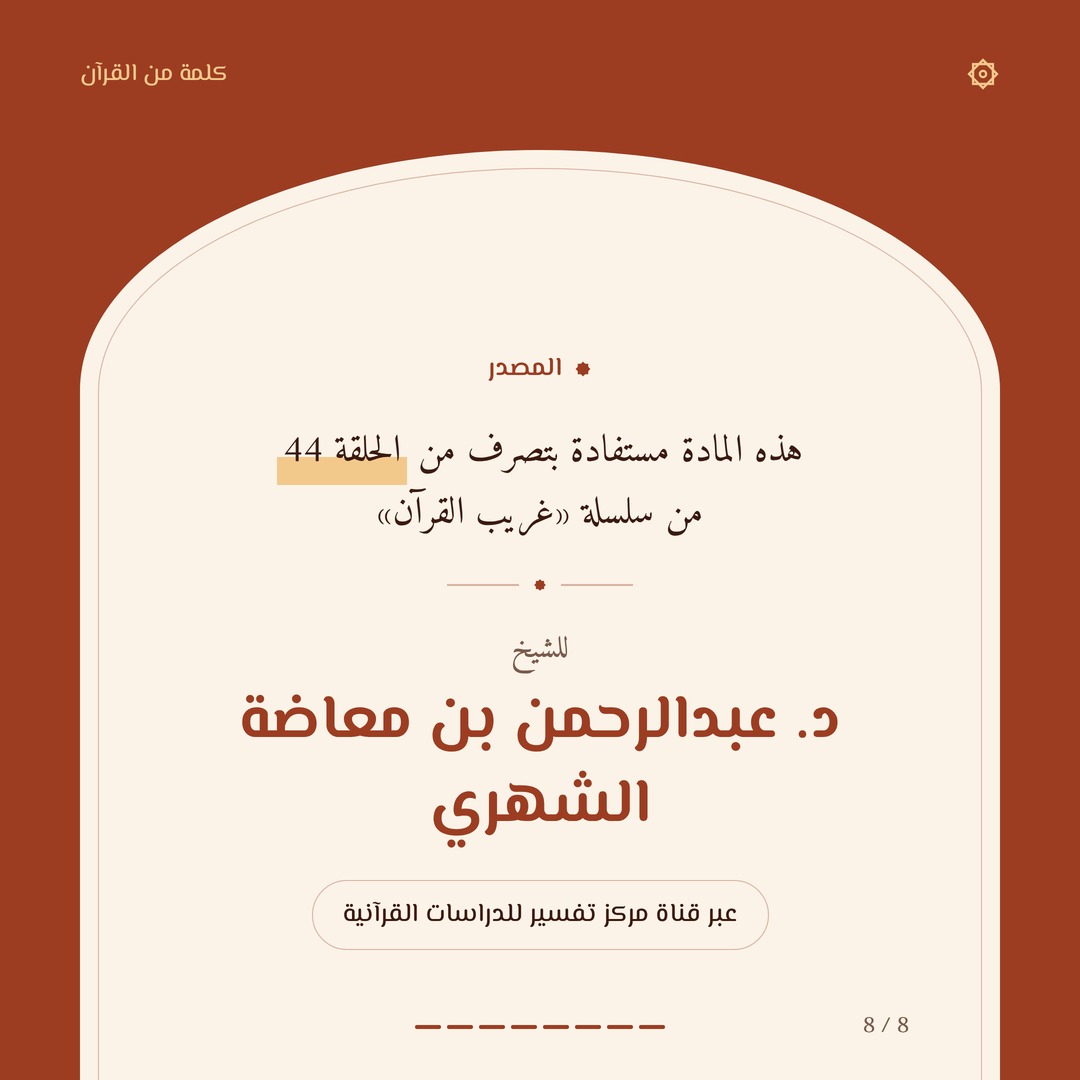 كلمة من القرآن
المصدر
هذه المادة مستفادة بتصرف من الحلقة 44
من سلسلة «غريب القرآن»
للشيخ
د. عبدالرحمن بن معاضة
الشهري
عبر قناة مركز تفسير للدراسات القرآنية
8 / 8